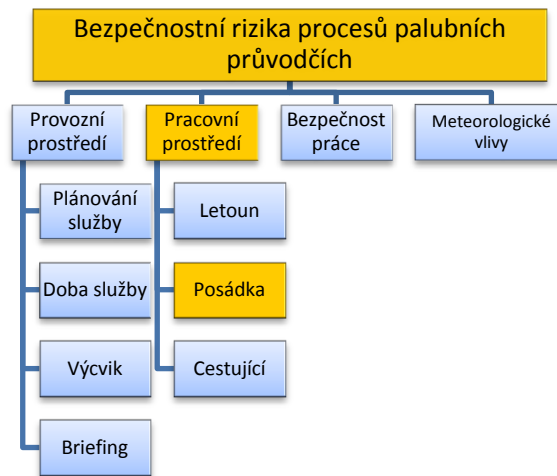 Bezpečnostní rizika procesů palubních
průvodčích
Provozní
prostředí
Pracovní
prostředí
Bezpečnost
práce
Meteorologické
vlivy
Plánování
služby
Doba služby
Výcvik
Briefing
Letoun
Posádka
Cestující